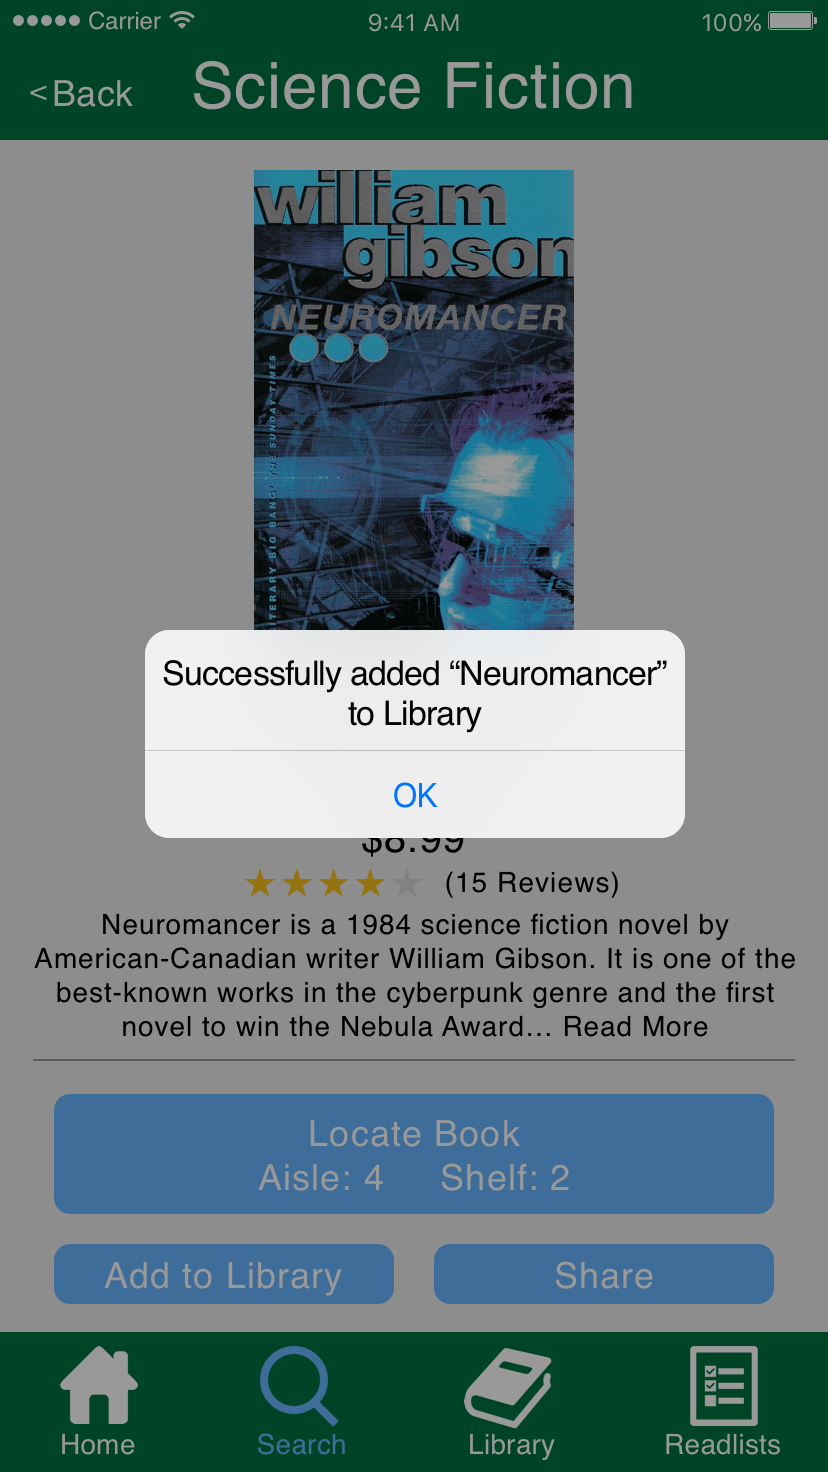 Carrier 9:41 AM 100%
<Back Science Fiction
william
gibson
NEUROMANCER
LITERARY BIG BANG' THE SUNDAY TIMES
Successfully added “Neuromancer”
to Library
OK
$8.99
(15 Reviews)
Neuromancer is a 1984 science fiction novel by
American-Canadian writer William Gibson. It is one of the
best-known works in the cyberpunk genre and the first
novel to win the Nebula Award... Read More
Locate Book
Aisle: 4 Shelf: 2
Add to Library Share
Home Search Library Readlists